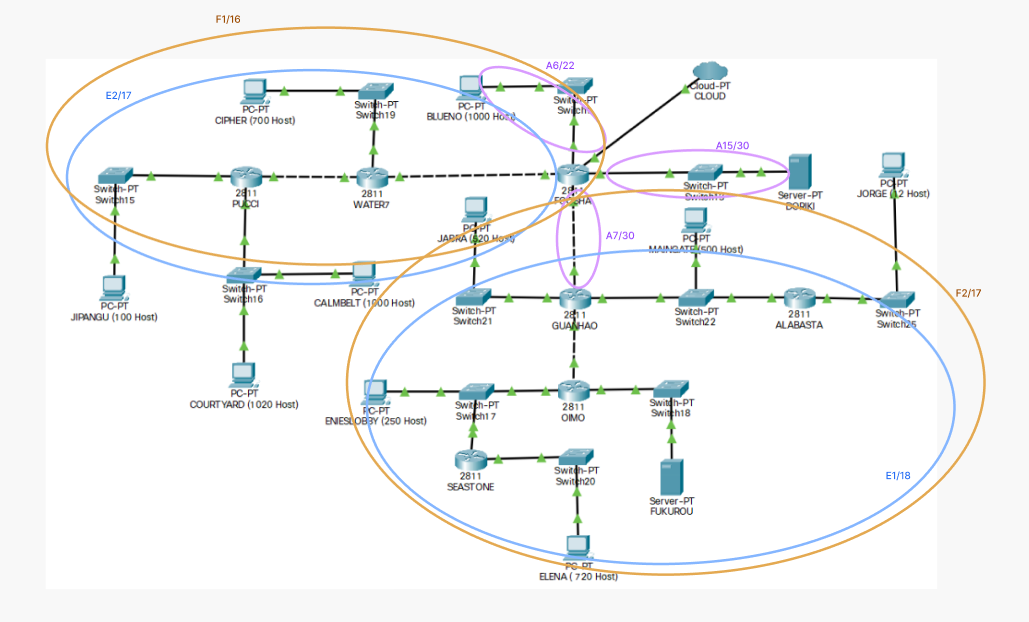 F1/16
A6/22
E2/17
PC-PT
CIPHER (700 Host)
Switch-PT
Switch19
PC-PT
BLUENO (1000 Host)
Switch-PT
Cloud-PT
CLOUD
A15/30
Switch-PT
Switch15
2811
PUCCI
2811
WATER7
2811
FOOSHA
Switch-PT
Server-PT
DORIKI
PC-PT
JORGE (12 Host)
PC-PT
A7/30
PC-PT
MAINGATE (500 Host)
Switch-PT
Switch16
PC-PT
CALMBELT (1000 Host)
PC-PT
JIPANGU (100 Host)
Switch-PT
Switch21
2811
GUANHAO
Switch-PT
Switch22
2811
ALABASTA
Switch-PT
F2/17
PC-PT
COURTYARD (1020 Host)
PC-PT
ENIESLOBBY (250 Host)
Switch-PT
Switch17
2811
OIMO
Switch-PT
Switch18
2811
SEASTONE
Switch-PT
Switch20
Server-PT
FUKUROU
E1/18
PC-PT
ELENA ( 720 Host)